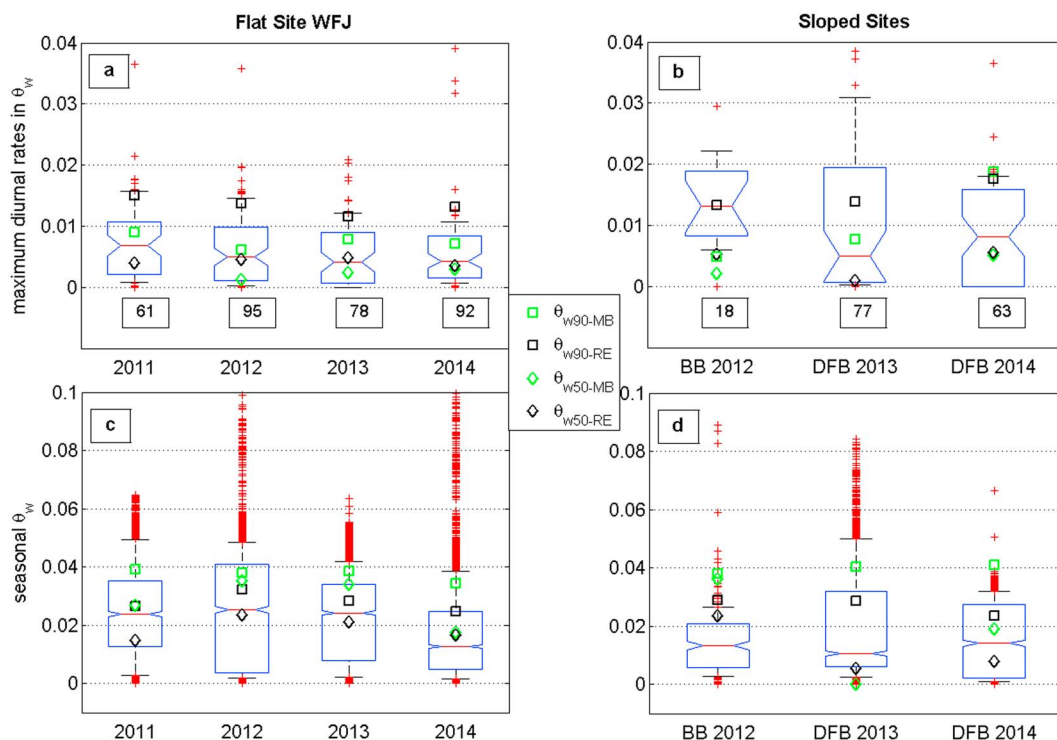 Flat Site WFJ
Sloped Sites
maximum diurnal rates in θw
0.04
0.03
0.02
0.01
0
a
61
95
78
92
2011
2012
2013
2014
0.04
0.03
0.02
0.01
0
b
18
77
63
BB 2012
DFB 2013
DFB 2014
θw90-MB
θw90-RE
θw50-MB
θw50-RE
seasonal θw
0.1
0.08
0.06
0.04
0.02
0
c
2011
2012
2013
2014
0.1
0.08
0.06
0.04
0.02
0
d
BB 2012
DFB 2013
DFB 2014